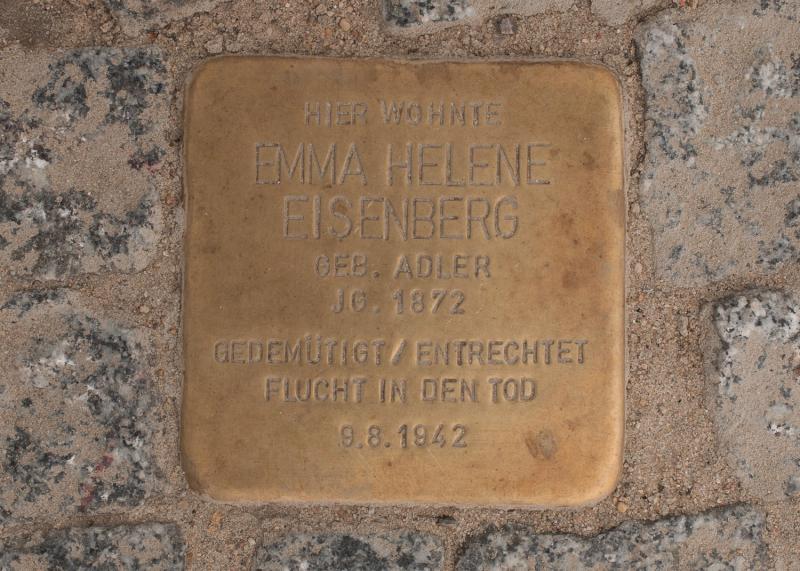 HIER WOHNTE
EMMA HELENE
EISENBERG
GEB. ADLER
JG. 1872
GEDEMÜTIGT/ENTRECHTET
FLUCHT IN DEN TOD
9.8.1942